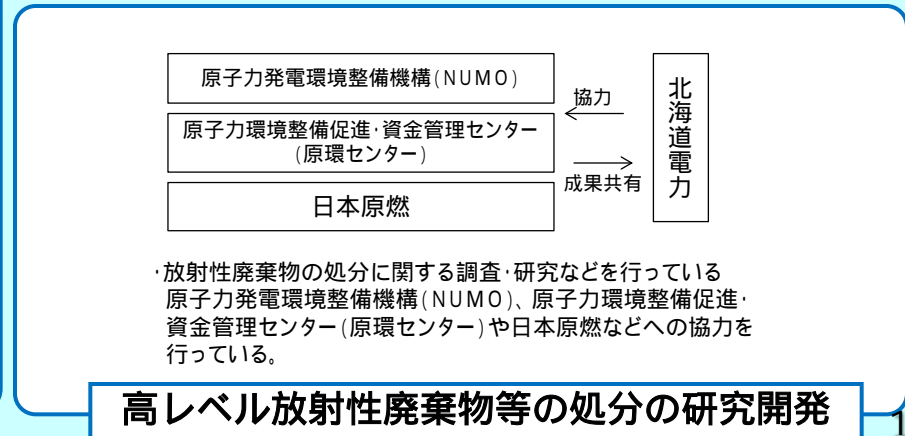 原子力発電環境整備機構(NUMO)
原子力環境整備促進･資金管理センター
(原環センター)
日本原燃
協力
成果共有
北海道電力
･放射性廃棄物の処分に関する調査･研究などを行っている
原子力発電環境整備機構(NUMO)、原子力環境整備促進･
資金管理センター(原環センター)や日本原燃などへの協力を
行っている。
高レベル放射性廃棄物等の処分の研究開発
1